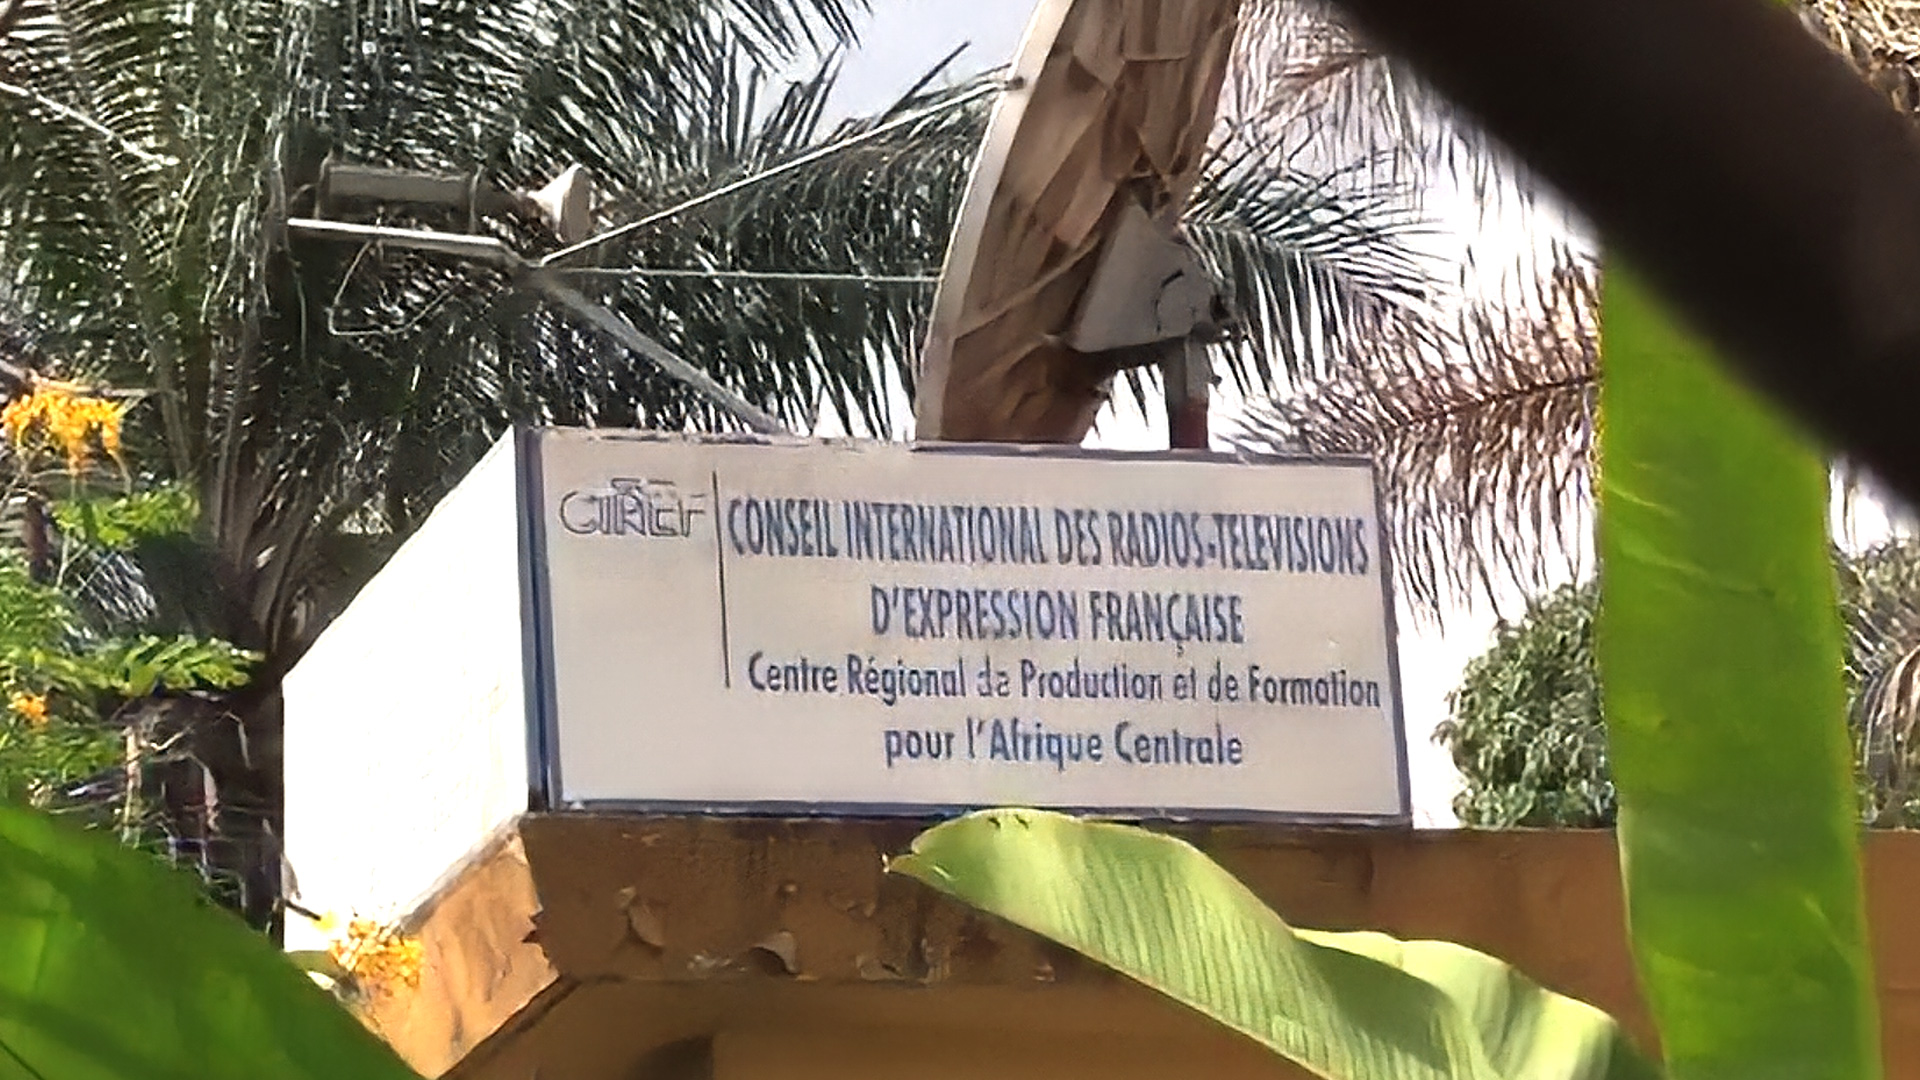 CIRTEF
CONSEIL INTERNATIONAL DES RADIOS-TELEVISIONS
D'EXPRESSION FRANÇAISE
Centre Régional de Production et de Formation
pour l'Afrique Centrale